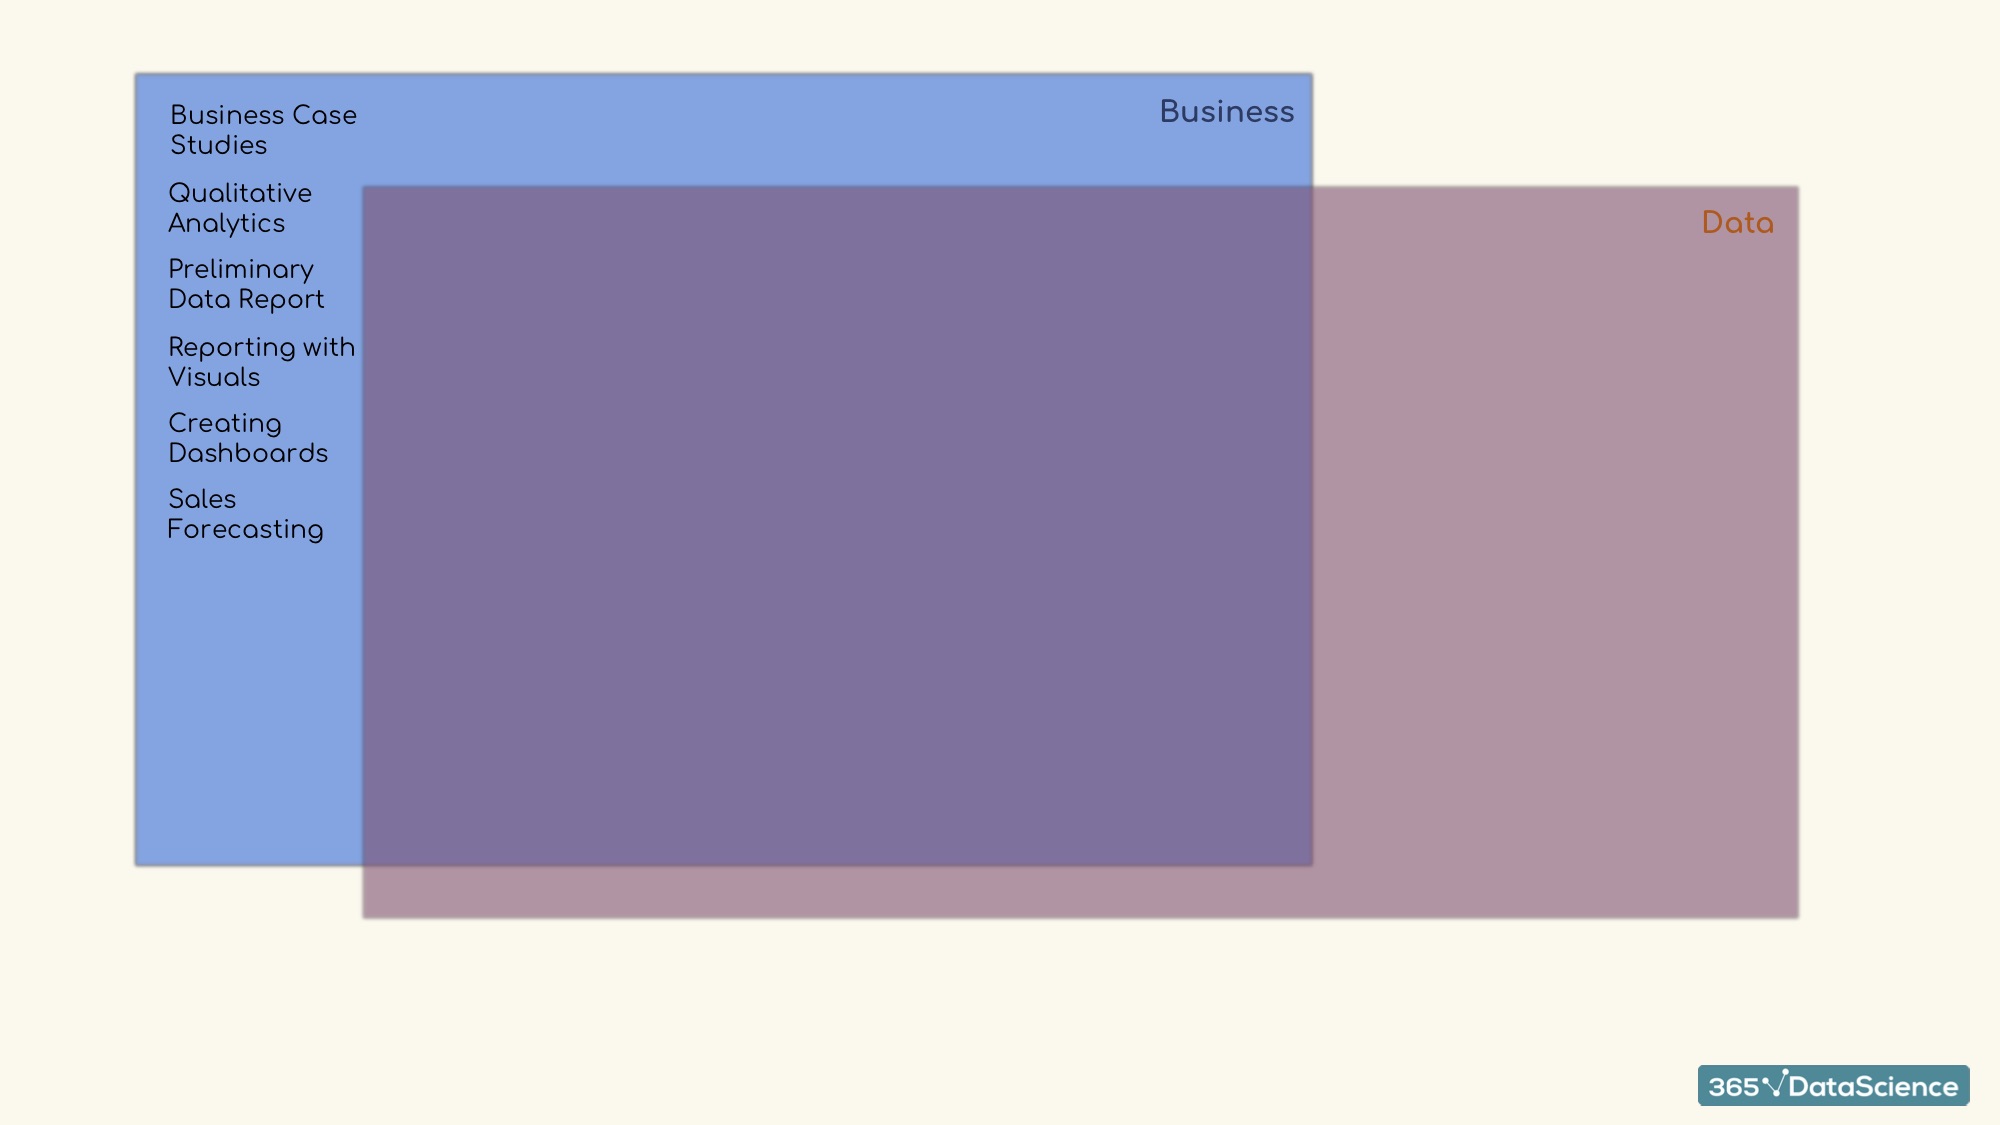 Business Case
Studies
Business
Qualitative
Analytics
Data
Preliminary
Data Report
Reporting with
Visuals
Creating
Dashboards
Sales
Forecasting
365 DataScience